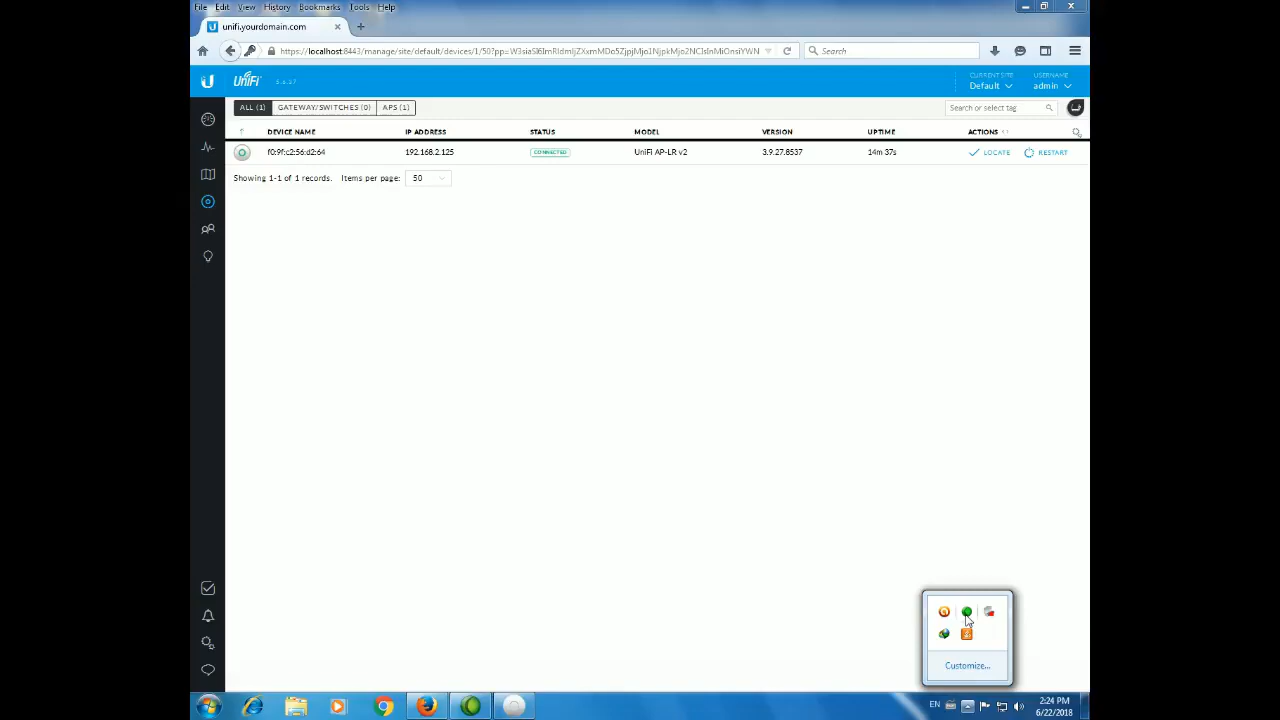 File Edit View History Bookmarks Tools Help
unifi.yourdomain.com
Search
UniFi 5.6.37
CURRENT SITE
Default
USERNAME
admin
ALL (1) GATEWAY/SWITCHES (0) APS (1)
Search or select tag
DEVICE NAME IP ADDRESS STATUS MODEL VERSION UPTIME ACTIONS
f0:9f:c2:56:d2:64 192.168.2.125 CONNECTED UniFi AP-LR v2 3.9.27.8537 14m 37s LOCATE RESTART
Showing 1-1 of 1 records. Items per page: 50
Customize...
EN
2:24 PM
6/22/2018